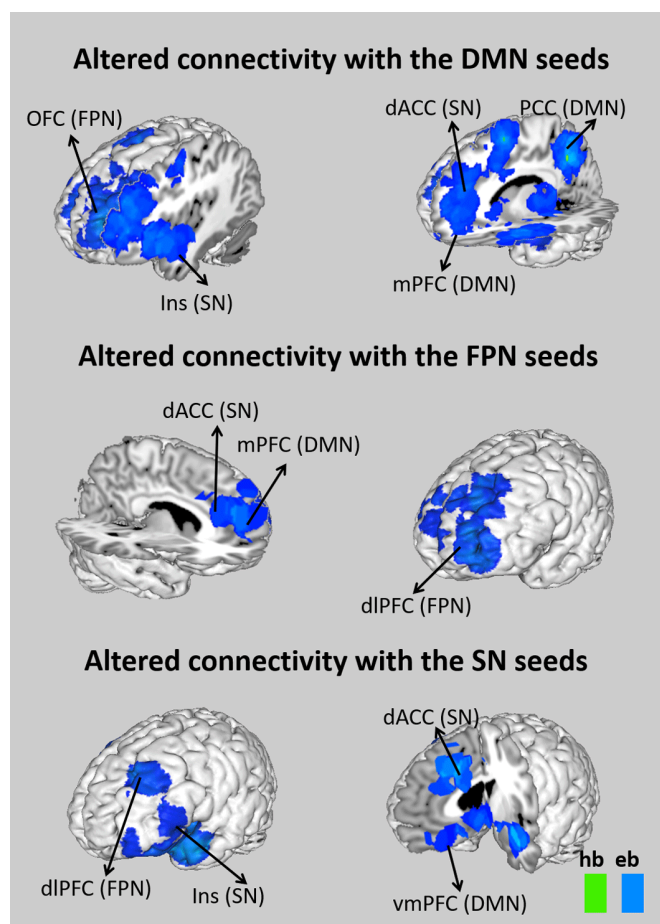 Altered connectivity with the DMN seeds
OFC (FPN)
dACC (SN)
PCC (DMN)
Ins (SN)
mPFC (DMN)
Altered connectivity with the FPN seeds
dACC (SN)
mPFC (DMN)
dlPFC (FPN)
Altered connectivity with the SN seeds
dACC (SN)
dlPFC (FPN)
Ins (SN)
vmPFC (DMN)
hb eb